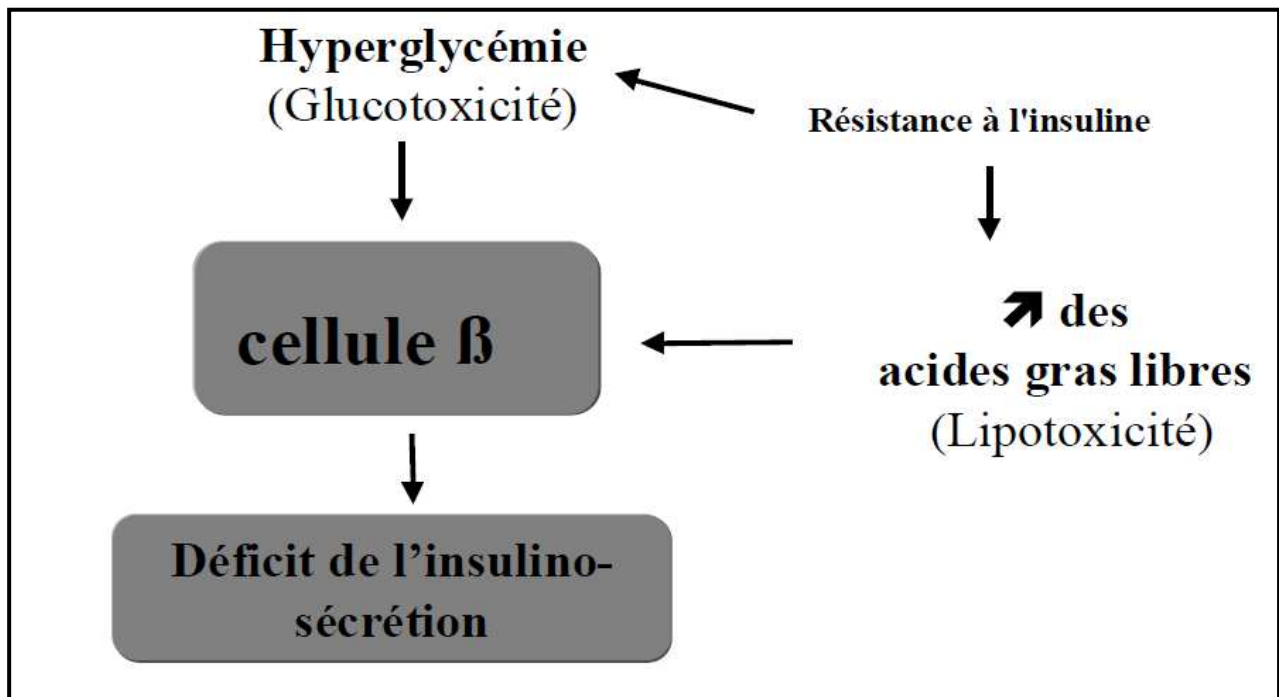 Hyperglycémie
(Glucotoxicité)
Résistance à l'insuline
cellule ß
↗ des
acides gras libres
(Lipotoxicité)
Déficit de l’insulino-
sécrétion